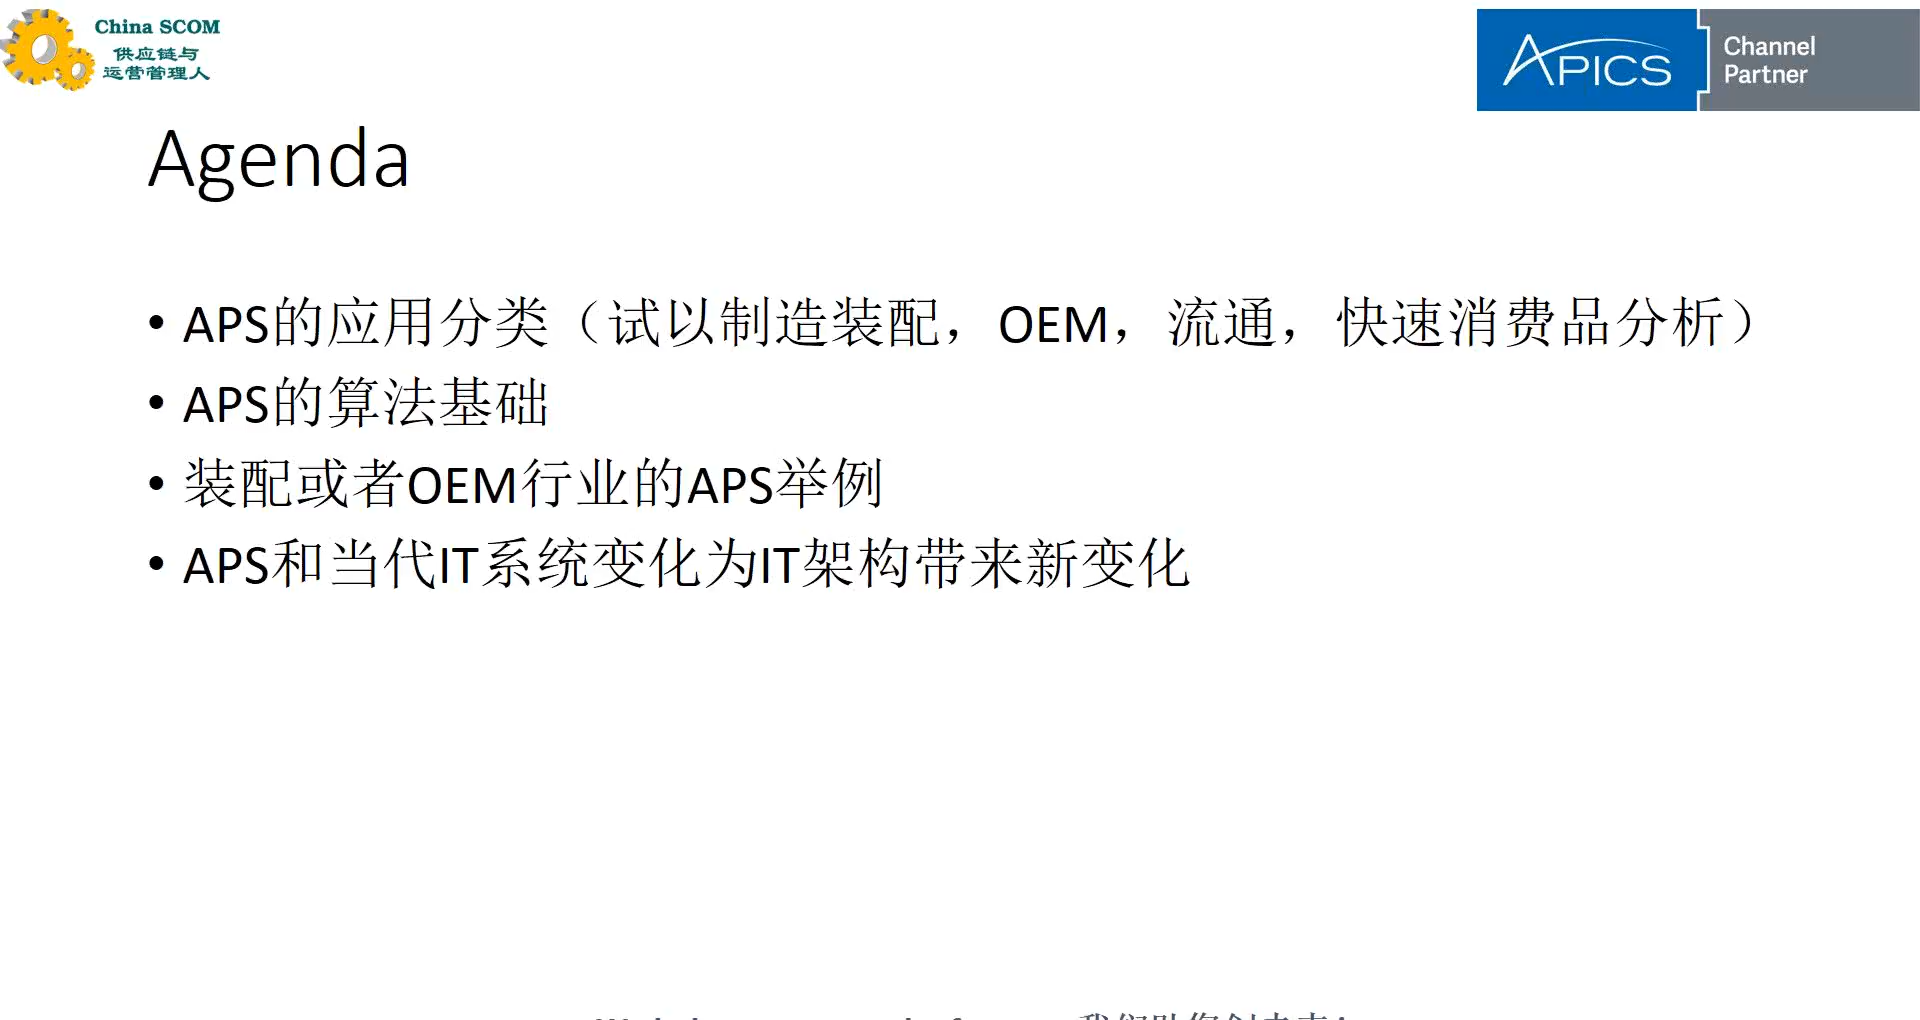 China SCOM
供应链与
运营管理人
APICS
Channel
Partner
Agenda
• APS的应用分类（试以制造装配，OEM，流通，快速消费品分析）
• APS的算法基础
• 装配或者OEM行业的APS举例
• APS和当代IT系统变化为IT架构带来新变化